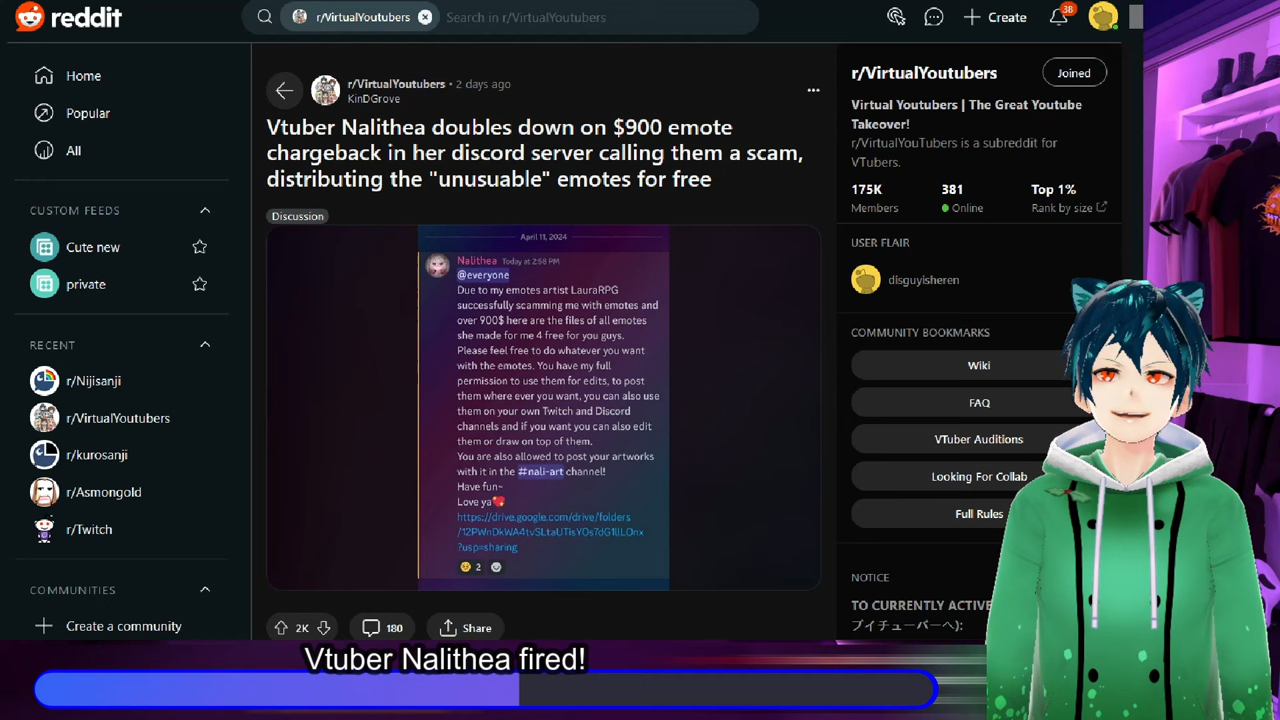 reddit
r/VirtualYoutubers
Search in r/VirtualYoutubers
Create
38
Home
Popular
All
CUSTOM FEEDS
Cute new
private
RECENT
r/Nijisanji
r/VirtualYoutubers
r/kurosanji
r/Asmongold
r/Twitch
COMMUNITIES
Create a community
r/VirtualYoutubers • 2 days ago
KinDGrove
Vtuber Nalithea doubles down on $900 emote
chargeback in her discord server calling them a scam,
distributing the "unusuable" emotes for free
Discussion
April 11, 2024
Nalithea Today at 2:58 PM
@everyone
Due to my emotes artist LauraRPG
successfully scamming me with emotes and
over 900$ here are the files of all emotes
she made for me 4 free for you guys.
Please feel free to do whatever you want
with the emotes. You have my full
permission to use them for edits, to post
them where ever you want, you can also use
them on your own Twitch and Discord
channels and if you want you can also edit
them or draw on top of them.
You are also allowed to post your artworks
with it in the #nali-art channel!
Have fun~
Love ya
https://drive.google.com/drive/folders
/12PWnDkWA4tvSLtaUTisYOs7dG1lILOnx
?usp=sharing
2
2K
180
Share
r/VirtualYoutubers
Joined
Virtual Youtubers | The Great Youtube
Takeover!
r/VirtualYoutubers is a subreddit for
VTubers.
175K
381
Top 1%
Members
Online
Rank by size
USER FLAIR
disguyisheren
COMMUNITY BOOKMARKS
Wiki
FAQ
VTuber Auditions
Looking For Collab
Full Rules
NOTICE
TO CURRENTLY ACTIVE
ブイチューバーへ):
Vtuber Nalithea fired!